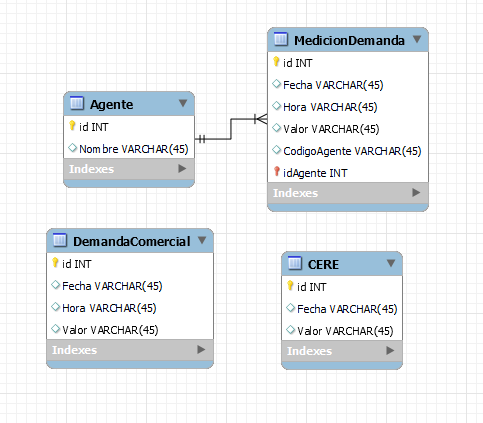 MedicionDemanda
id INT
Fecha VARCHAR(45)
Hora VARCHAR(45)
Valor VARCHAR(45)
CodigoAgente VARCHAR(45)
idAgente INT
Indexes
Agente
id INT
Nombre VARCHAR(45)
Indexes
DemandaComercial
id INT
Fecha VARCHAR(45)
Hora VARCHAR(45)
Valor VARCHAR(45)
Indexes
CERE
id INT
Fecha VARCHAR(45)
Valor VARCHAR(45)
Indexes